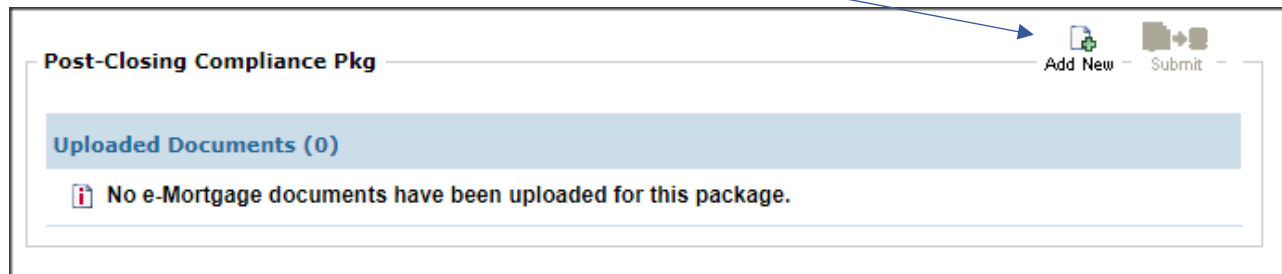 Post-Closing Compliance Pkg
Add New
Submit
Uploaded Documents (0)
No e-Mortgage documents have been uploaded for this package.